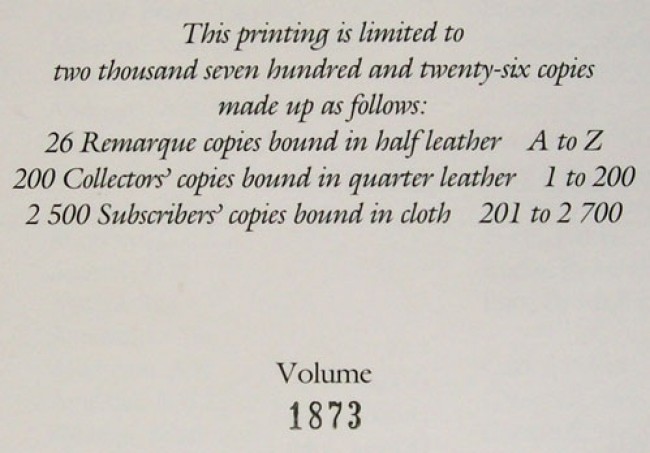 This printing is limited to
two thousand seven hundred and twenty-six copies
made up as follows:
26 Remarque copies bound in half leather A to Z
200 Collectors' copies bound in quarter leather 1 to 200
2 500 Subscribers' copies bound in cloth 201 to 2 700
Volume
1873